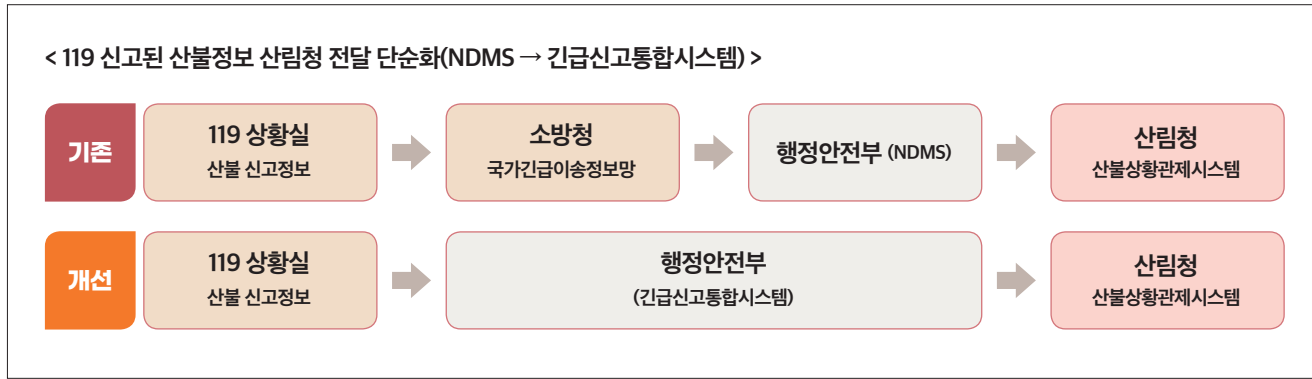 < 119 신고된 산불정보 산림청 전달 단순화(NDMS → 긴급신고통합시스템) >
기존
119 상황실
산불 신고정보
소방청
국가긴급이송정보망
행정안전부 (NDMS)
산림청
산불상황관제시스템
개선
119 상황실
산불 신고정보
행정안전부
(긴급신고통합시스템)
산림청
산불상황관제시스템